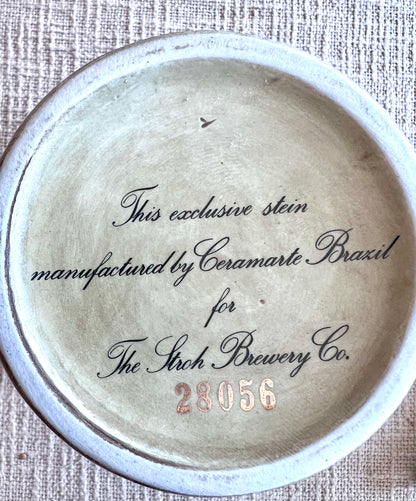 This exclusive stein
manufactured by Ceramarte Brazil
for
The Stroh Brewery Co.
28056